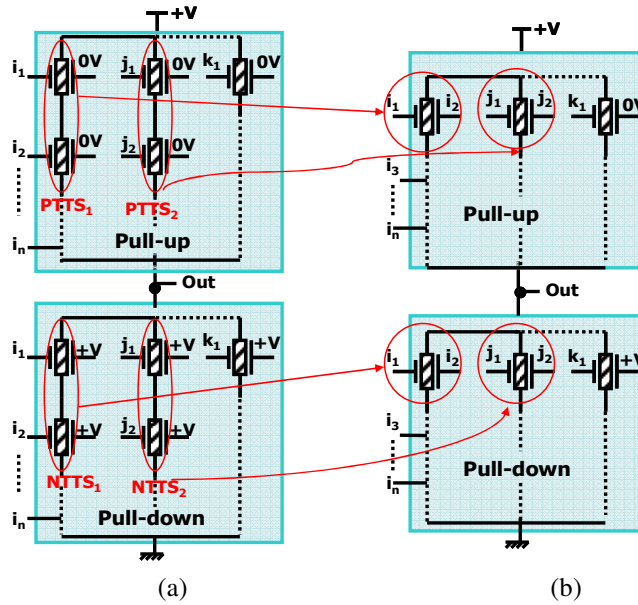 +V
i1 0V j1 0V k1 0V
i2 0V j2 0V
PTTS1 PTTS2
in
Pull-up
Out
i1 +V j1 +V k1 +V
i2 +V j2 +V
NTTS1 NTTS2
in
Pull-down
(a)
+V
i1 i2 j1 j2 k1 0V
i3
Pull-up
in
Out
i1 i2 j1 j2 k1 +V
i3
Pull-down
in
(b)